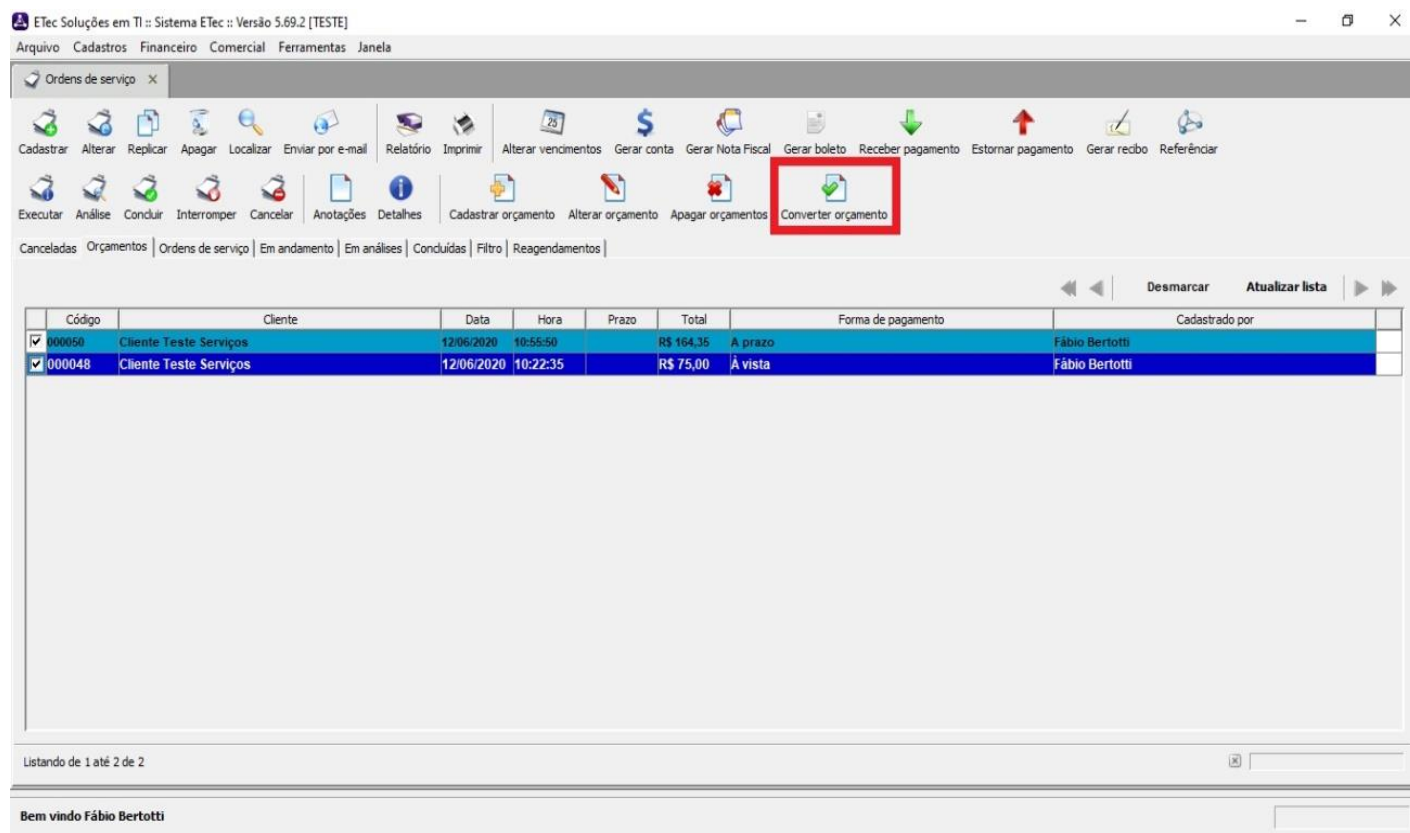 ETec Soluções em TI :: Sistema ETec :: Versão 5.69.2 [TESTE]
Arquivo Cadastros Financeiro Comercial Ferramentas Janela
Ordens de serviço
Cadastrar Alterar Replicar Apagar Localizar Enviar por e-mail Relatório Imprimir Alterar vencimentos Gerar conta Gerar Nota Fiscal Gerar boleto Receber pagamento Estornar pagamento Gerar recibo Referênciar
Executar Análise Concluir Interromper Cancelar Anotações Detalhes Cadastrar orçamento Alterar orçamento Apagar orçamentos Converter orçamento
Canceladas Orçamentos Ordens de serviço Em andamento Em análises Concluídas Filtro Reagendamentos
Desmarcar Atualizar lista
Código Cliente Data Hora Prazo Total Forma de pagamento Cadastrado por
000050 Cliente Teste Serviços 12/06/2020 10:55:50 R$ 164,35 A prazo Fábio Bertotti
000048 Cliente Teste Serviços 12/06/2020 10:22:35 R$ 75,00 À vista Fábio Bertotti
Listando de 1 até 2 de 2
Bem vindo Fábio Bertotti